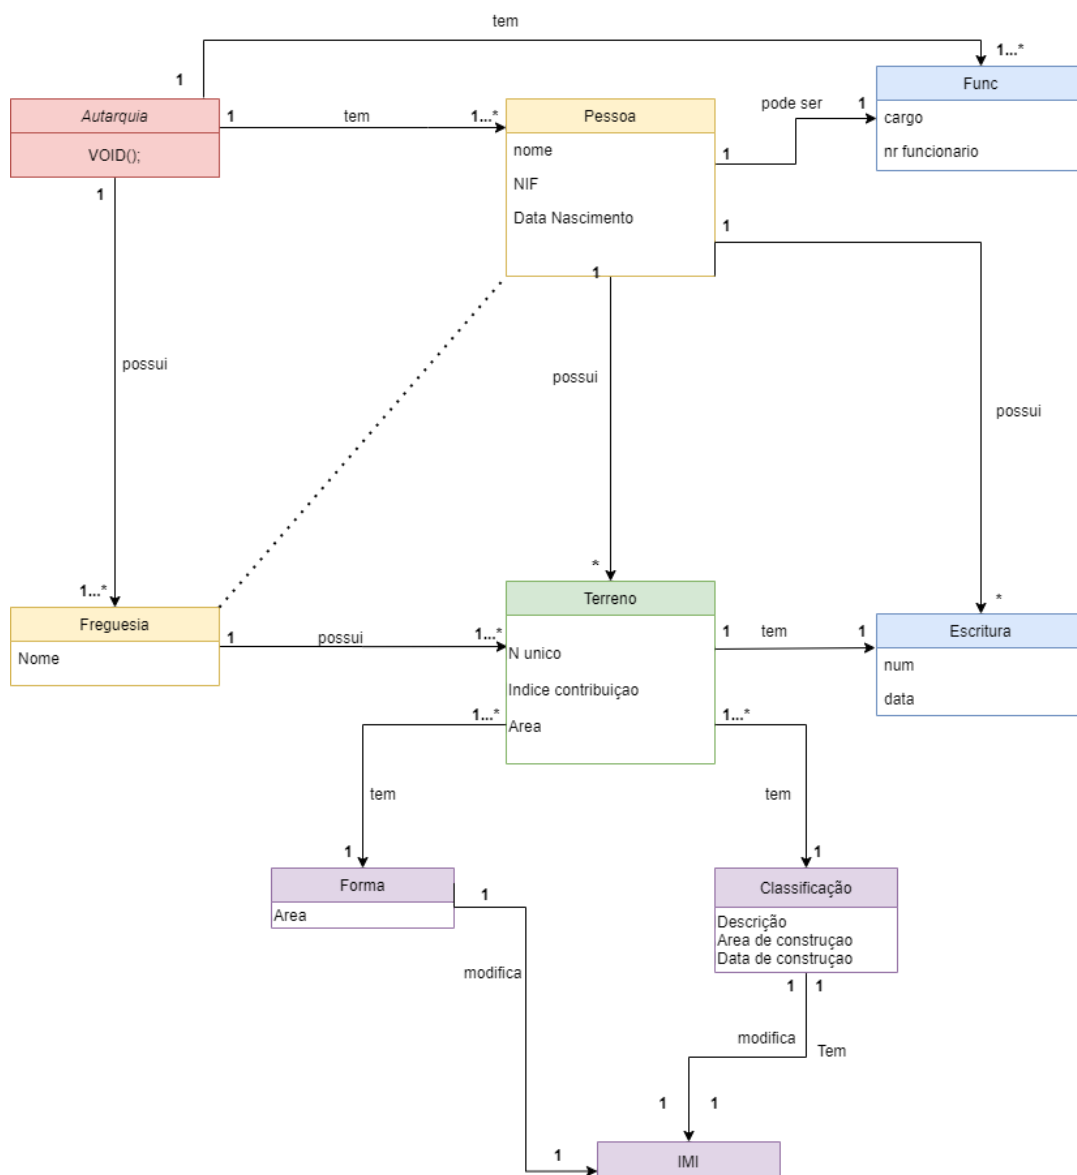 tem
1
1...*
Func
cargo
nr funcionario
Autarquia
VOID();
1
tem
1...*
Pessoa
nome
NIF
Data Nascimento
pode ser
1
1
1
1
1
possui
possui
possui
1...*
*
*
Freguesia
Nome
1
possui
1...*
Terreno
N unico
Indice contribuiçao
Area
1
tem
1
Escritura
num
data
1...*
1...*
tem
tem
1
1
Forma
Area
1
Classificação
Descrição
Area de construçao
Data de construçao
modifica
1
1
modifica
Tem
1
1
1
IMI